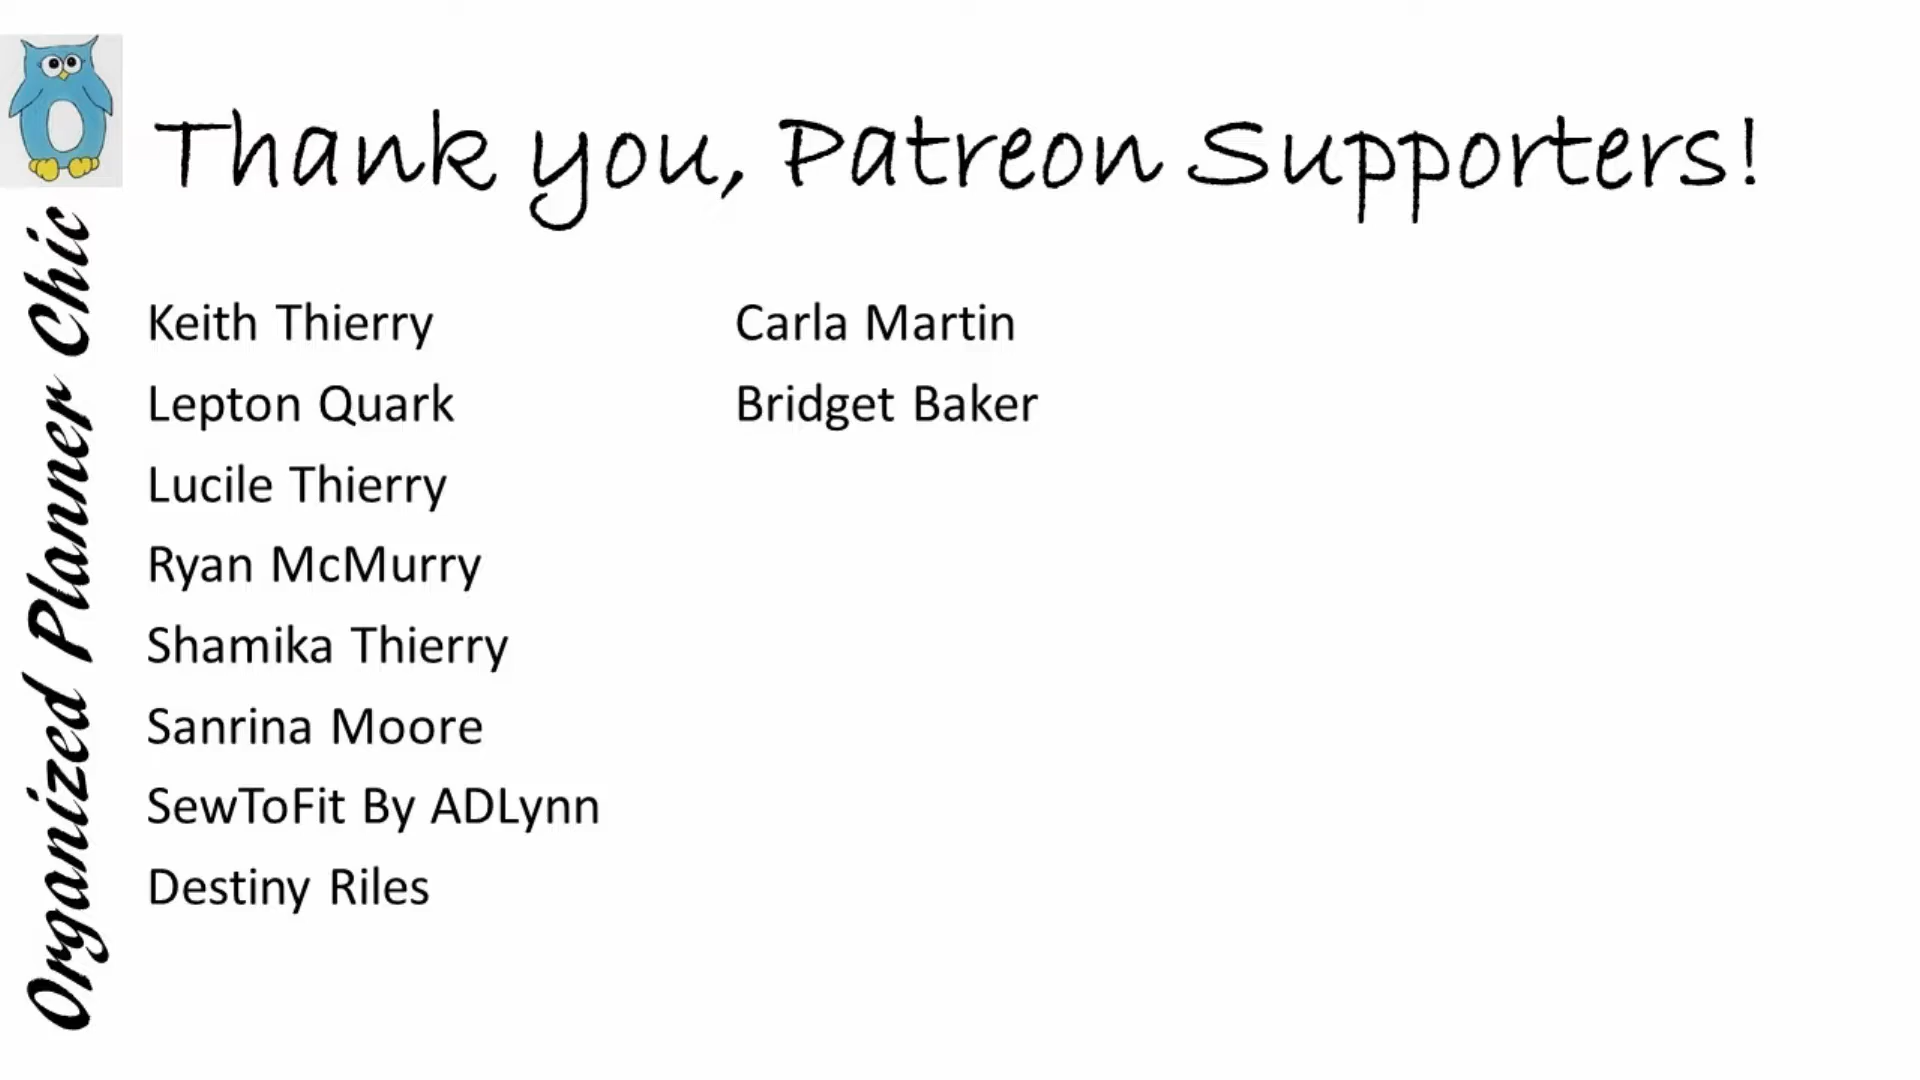 Thank you, Patreon Supporters!
Organized Planner Chic
Keith Thierry
Lepton Quark
Lucile Thierry
Ryan McMurry
Shamika Thierry
Sanrina Moore
SewToFit By ADLynn
Destiny Riles
Carla Martin
Bridget Baker